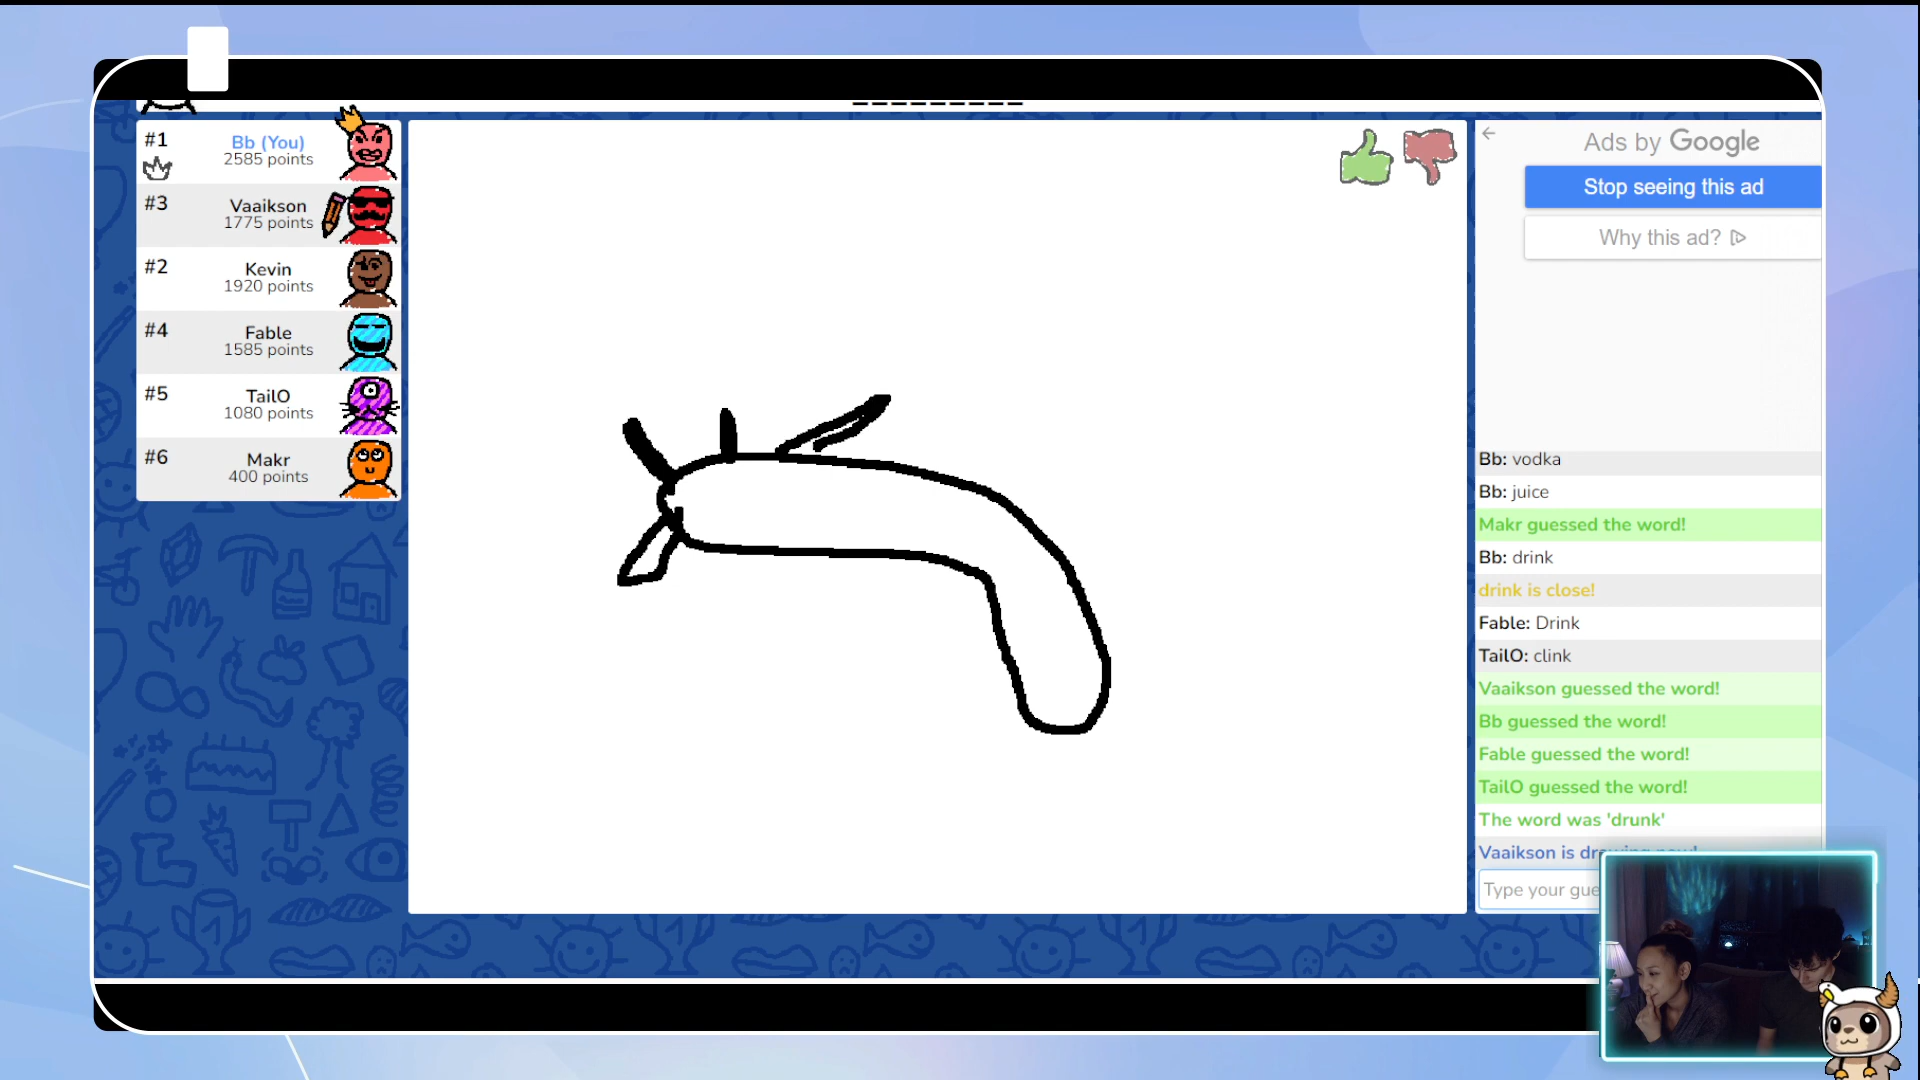 #1
Bb (You)
2585 points
#3
Vaaikson
1775 points
#2
Kevin
1920 points
#4
Fable
1585 points
#5
TailO
1080 points
#6
Makr
400 points
Ads by Google
Stop seeing this ad
Why this ad?
Bb: vodka
Bb: juice
Makr guessed the word!
Bb: drink
drink is close!
Fable: Drink
TailO: clink
Vaaikson guessed the word!
Bb guessed the word!
Fable guessed the word!
TailO guessed the word!
The word was 'drunk'
Vaaikson is drawing now!
Type your gue